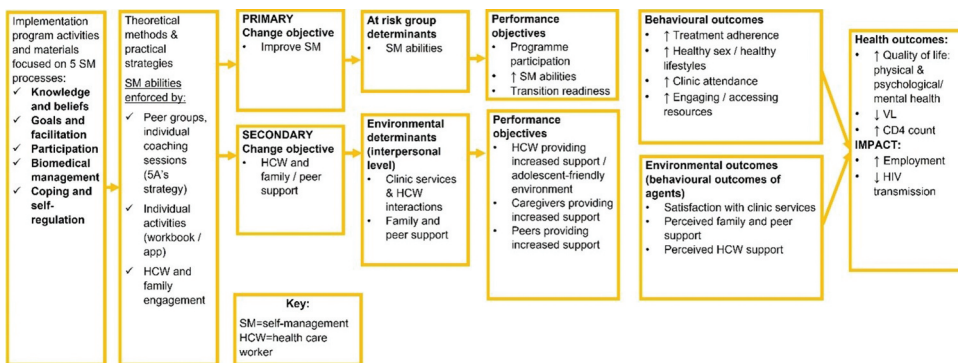 Implementation
program activities
and materials
focused on 5 SM
processes:
✓ Knowledge
and beliefs
✓ Goals and
facilitation
✓ Participation
✓ Biomedical
management
✓ Coping and
self-
regulation
Theoretical
methods &
practical
strategies
SM abilities
enforced by:
✓ Peer groups,
individual
coaching
sessions
(5A's
strategy)
✓ Individual
activities
(workbook /
app)
✓ HCW and
family
engagement
PRIMARY
Change objective
• Improve SM
At risk group
determinants
• SM abilities
Performance
objectives
• Programme
participation
• ↑ SM abilities
• Transition readiness
SECONDARY
Change objective
• HCW and
family / peer
support
Environmental
determinants
(interpersonal
level)
• Clinic services
& HCW
interactions
• Family and
peer support
Performance
objectives
• HCW providing
increased support /
adolescent-friendly
environment
• Caregivers providing
increased support
• Peers providing
increased support
Behavioural outcomes
• ↑ Treatment adherence
• ↑ Healthy sex / healthy
lifestyles
• ↑ Clinic attendance
• ↑ Engaging / accessing
resources
Environmental outcomes
(behavioural outcomes of
agents)
• Satisfaction with clinic services
• Perceived family and peer
support
• Perceived HCW support
Health outcomes:
• ↑ Quality of life:
physical &
psychological/
mental health
• ↓ VL
• ↑ CD4 count
IMPACT:
• ↑ Employment
• ↓ HIV
transmission
Key:
SM=self-management
HCW=health care
worker